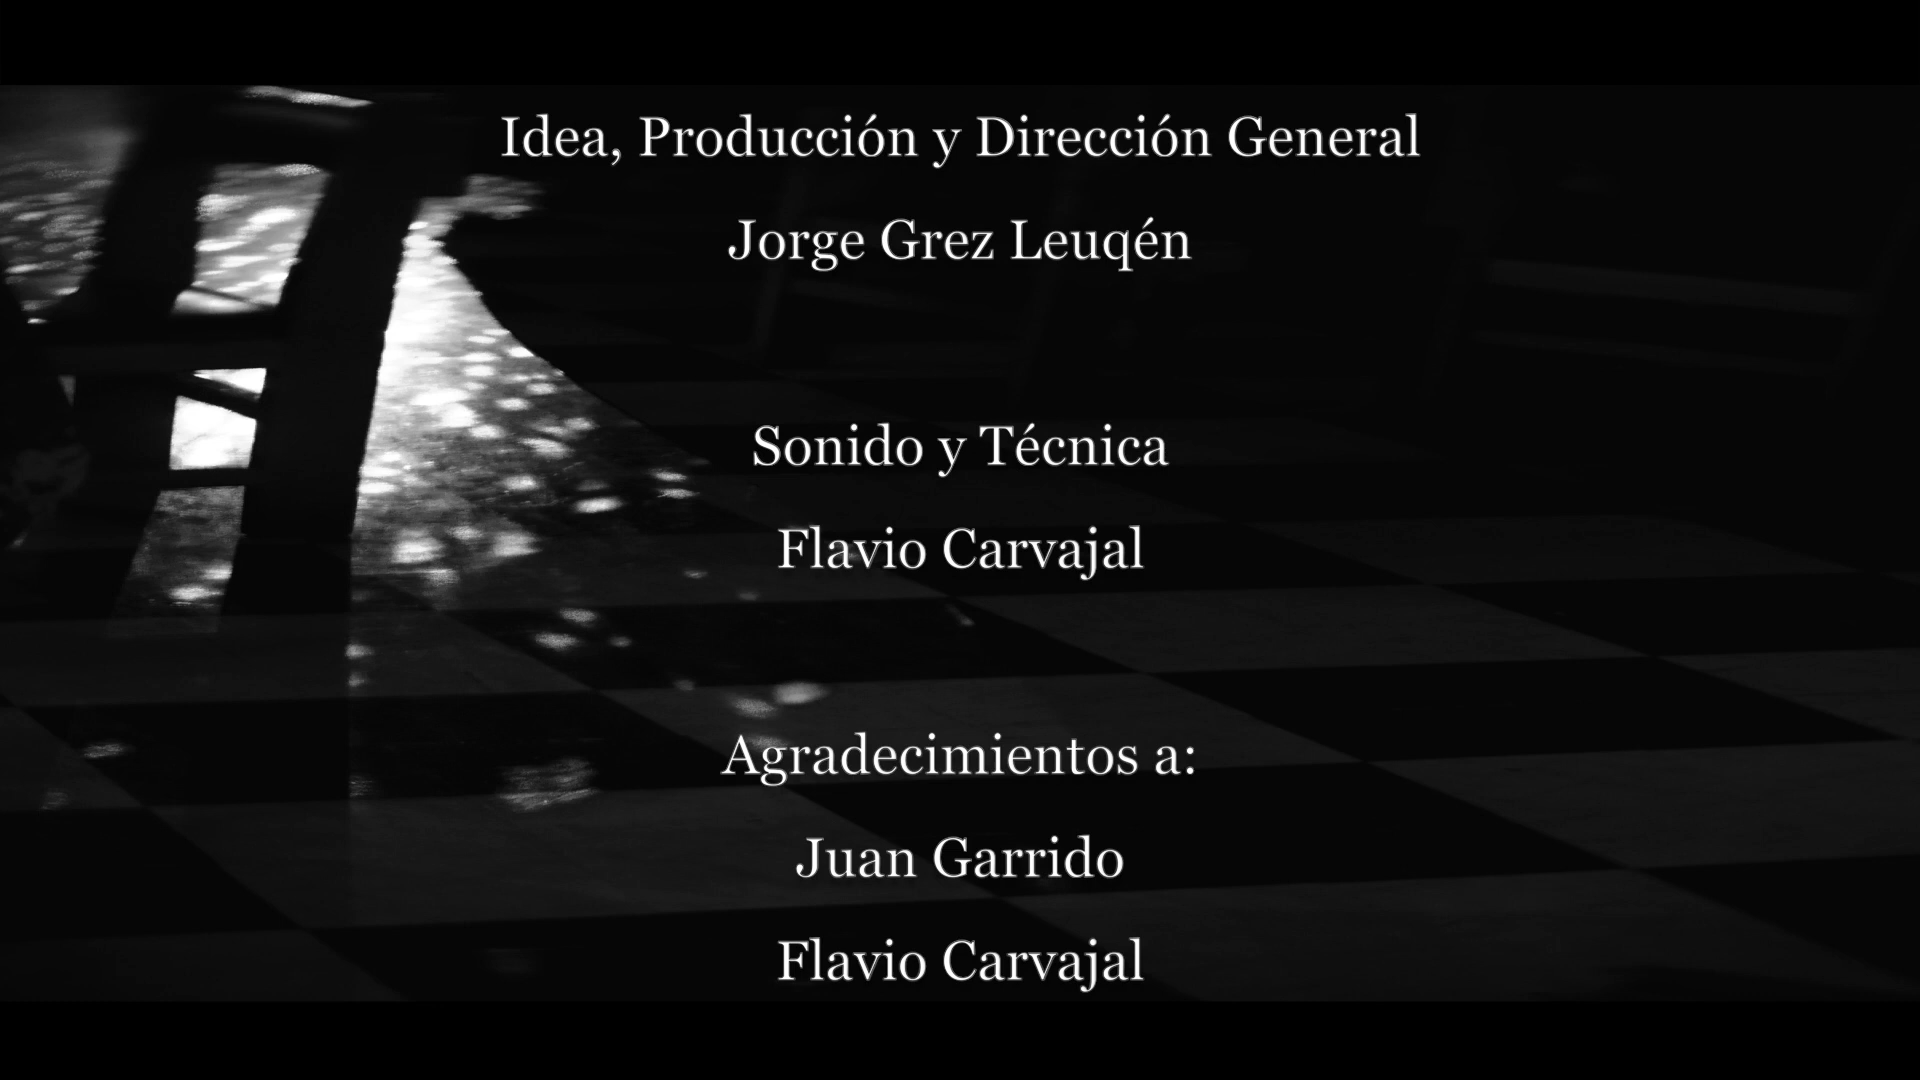 Idea, Producción y Dirección General
Jorge Grez Leuqén
Sonido y Técnica
Flavio Carvajal
Agradecimientos a:
Juan Garrido
Flavio Carvajal